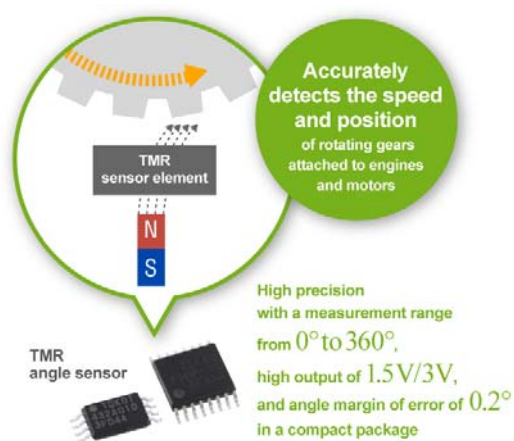 Accurately
detects the speed
and position
of rotating gears
attached to engines
and motors
TMR
sensor element
N
S
High precision
with a measurement range
from 0° to 360°,
high output of 1.5V/3V,
and angle margin of error of 0.2°
in a compact package
TMR
angle sensor